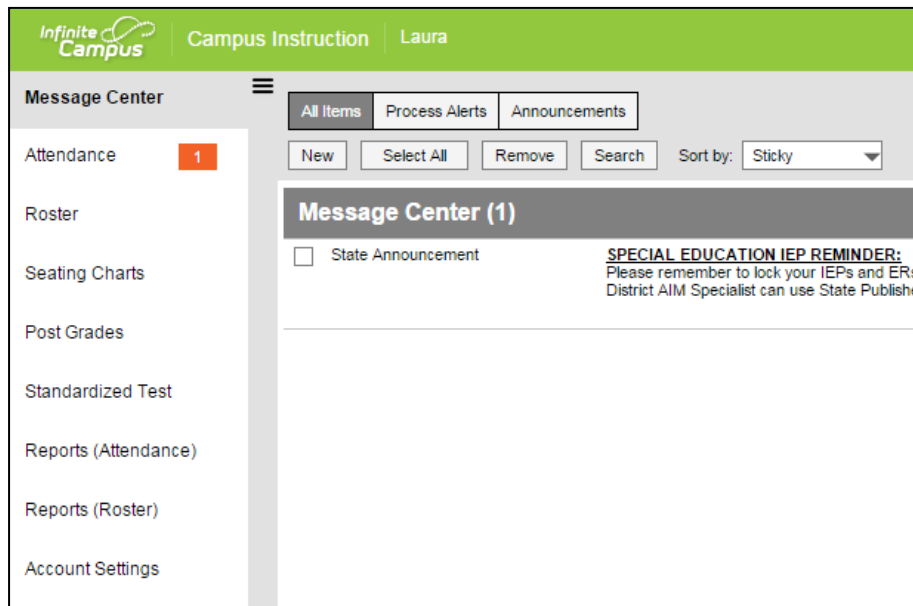 Infinite
Campus
Campus Instruction
Laura
Message Center
Attendance
1
Roster
Seating Charts
Post Grades
Standardized Test
Reports (Attendance)
Reports (Roster)
Account Settings
All Items
Process Alerts
Announcements
New
Select All
Remove
Search
Sort by:
Sticky
Message Center (1)
State Announcement
SPECIAL EDUCATION IEP REMINDER:
Please remember to lock your IEPs and ERs
District AIM Specialist can use State Publishe